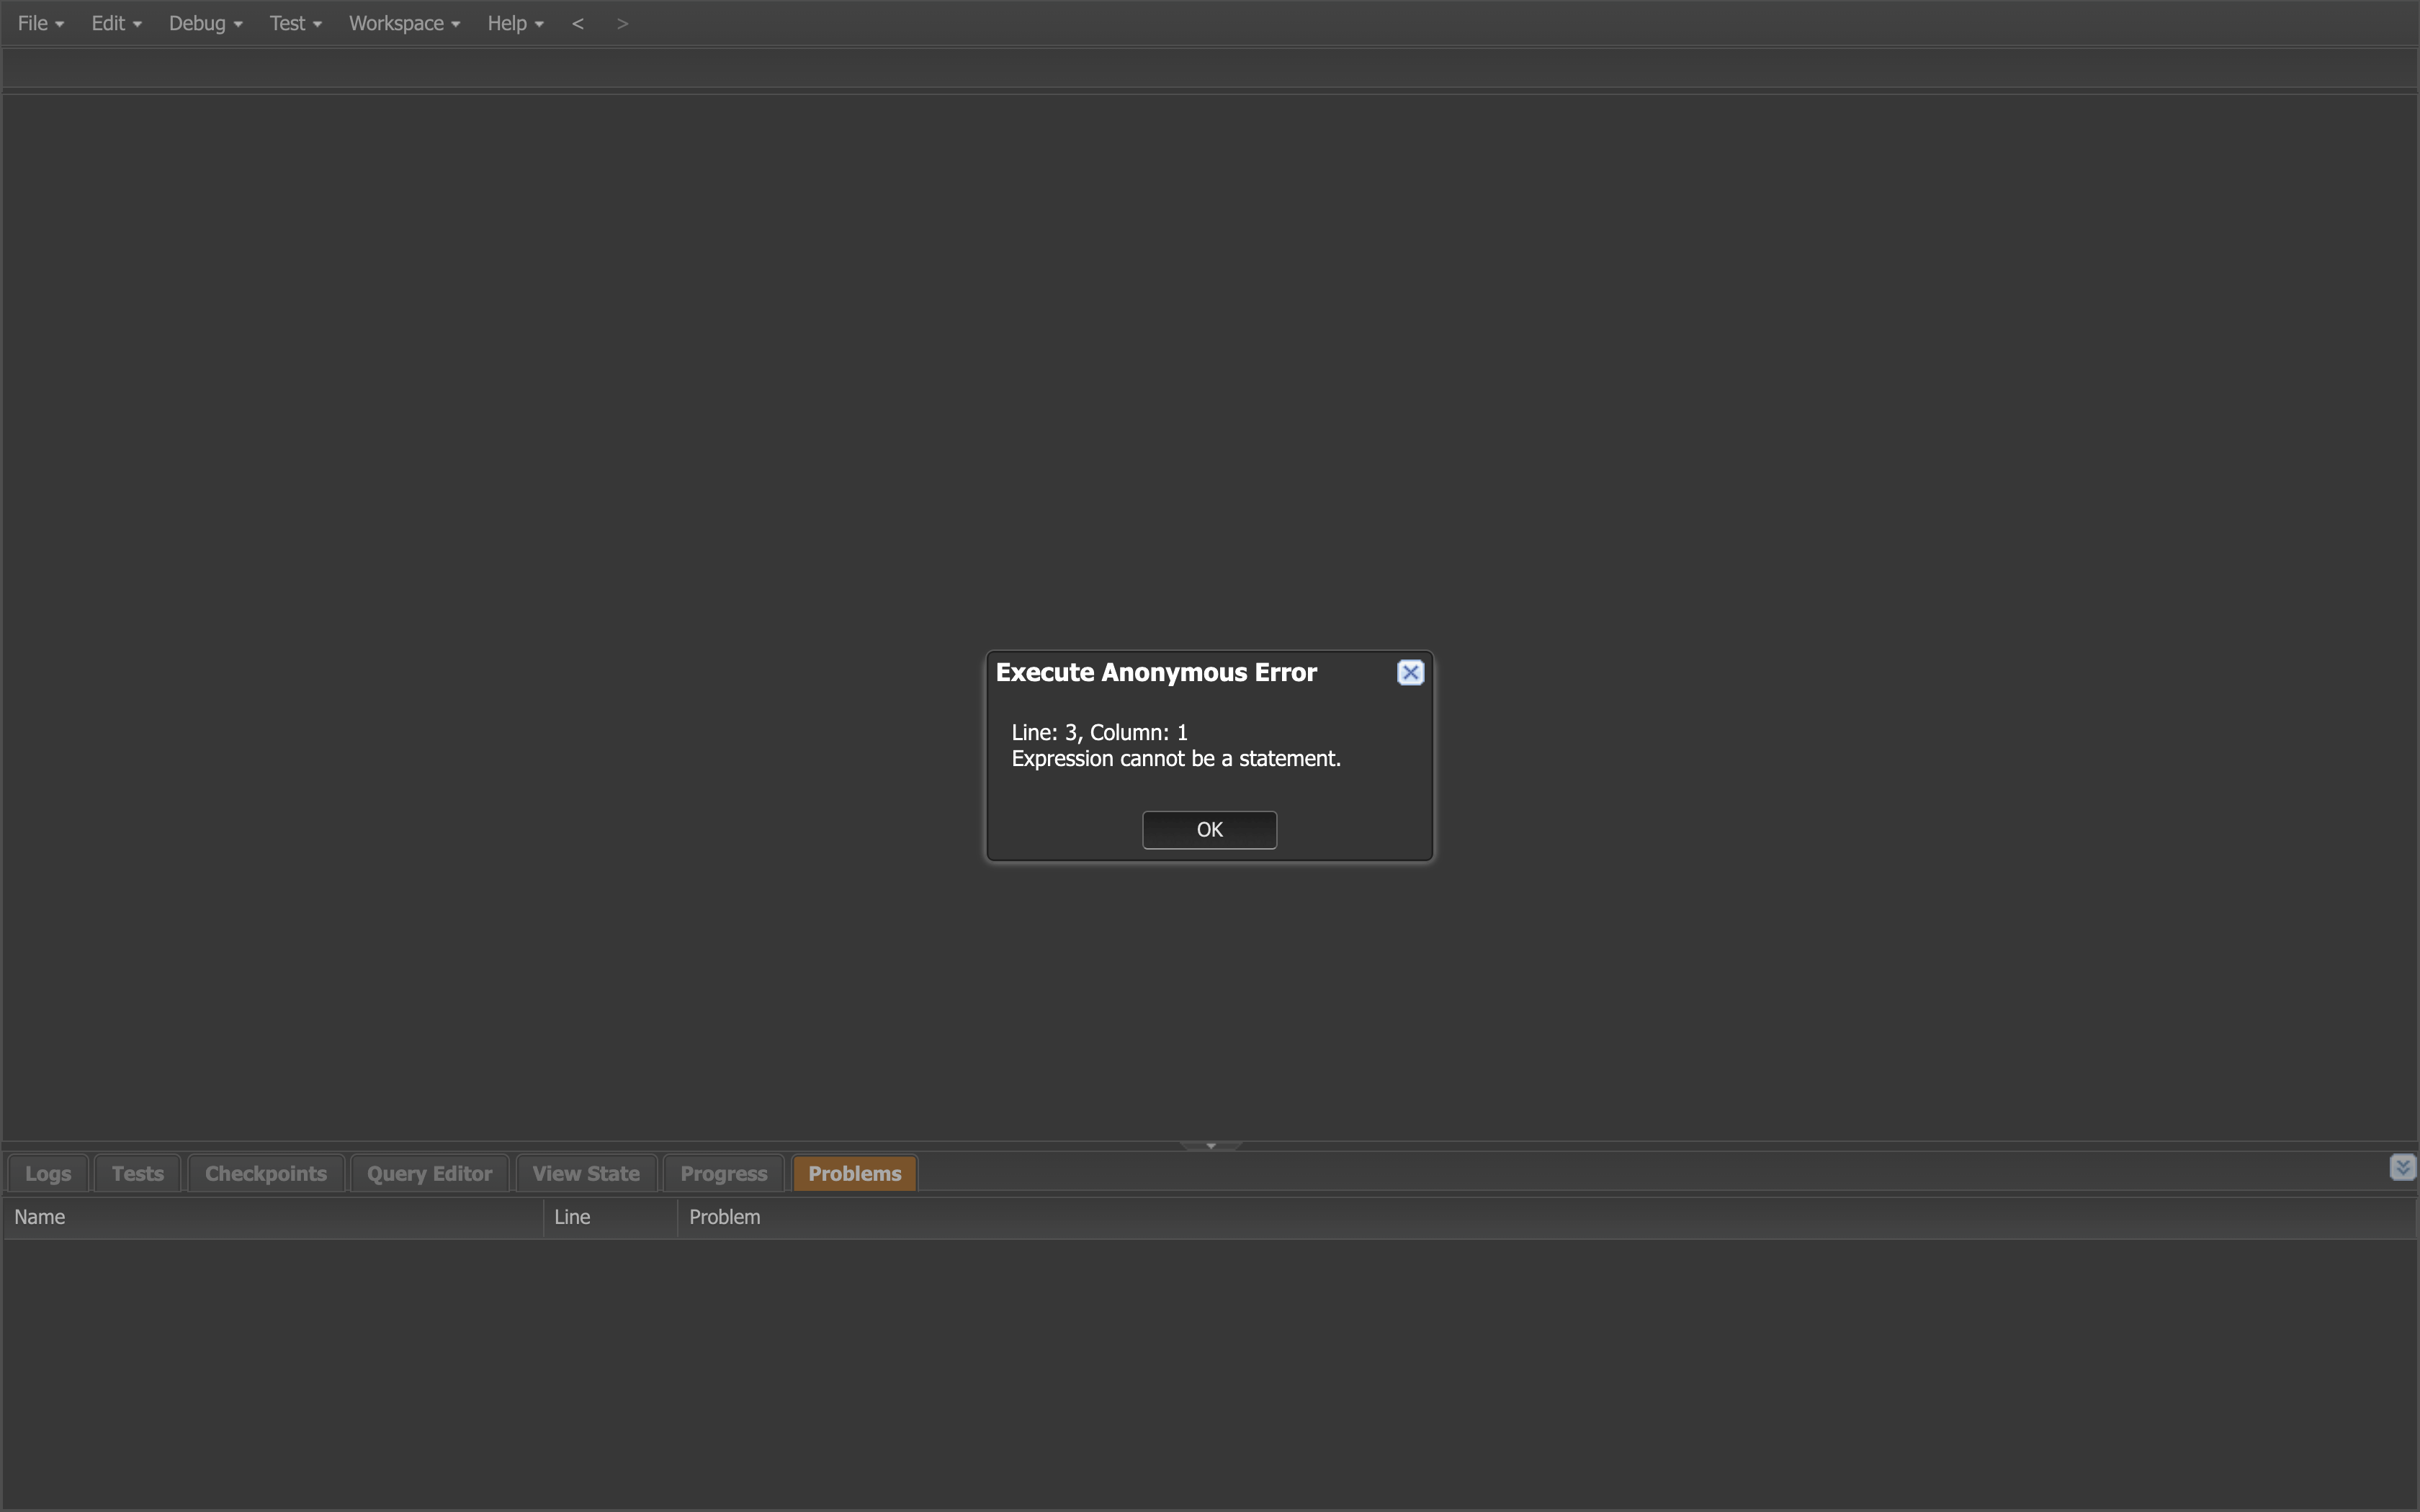 File Edit Debug Test Workspace Help < >
Execute Anonymous Error
Line: 3, Column: 1
Expression cannot be a statement.
OK
Logs Tests Checkpoints Query Editor View State Progress Problems
Name Line Problem